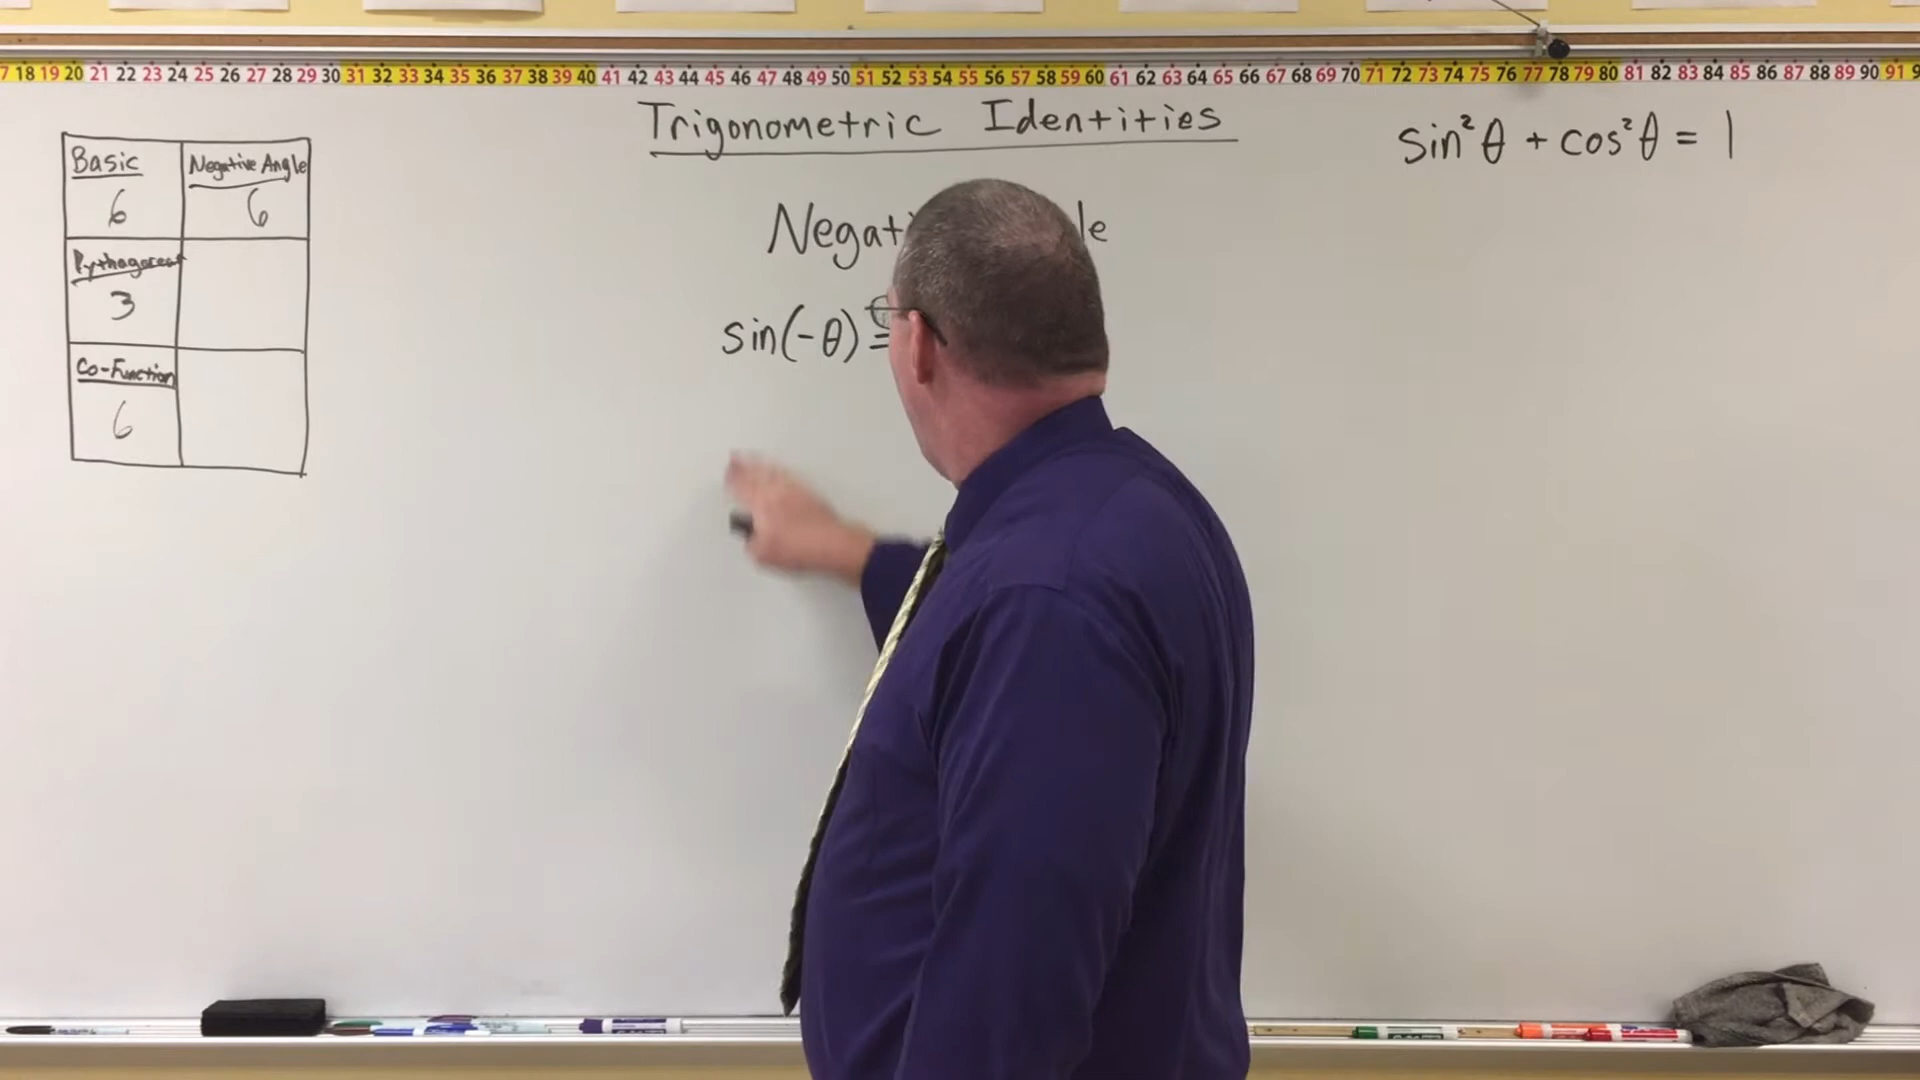 17 18 19 20 21 22 23 24 25 26 27 28 29 30 31 32 33 34 35 36 37 38 39 40 41 42 43 44 45 46 47 48 49 50 51 52 53 54 55 56 57 58 59 60 61 62 63 64 65 66 67 68 69 70 71 72 73 74 75 76 77 78 79 80 81 82 83 84 85 86 87 88 89 90 91
Trigonometric Identities
sin²θ + cos²θ = 1
Basic
6
Negative Angle
6
Pythagorean
3
Co-Function
6
Negat
le
sin(-θ) =